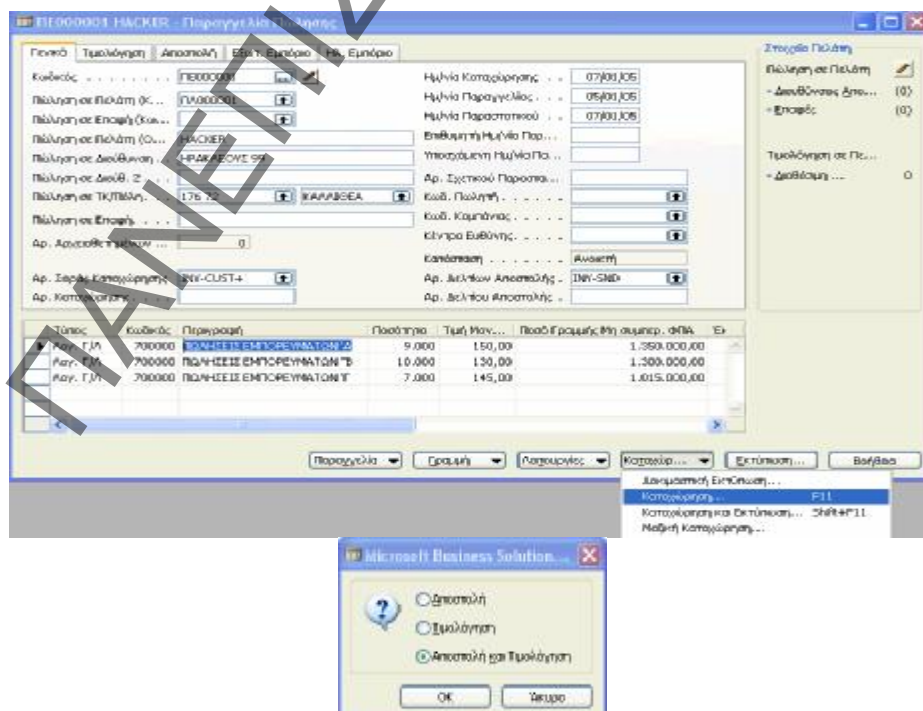 ΠΕ000001 HACKER - Παραγγελία Πώλησης
Γενικό Τιμολόγηση Αποστολή Εξωτ. Εμπόριο Ηλ. Εμπόριο
Κωδικός ΠΕ000001
Πώληση σε Πελάτη (Κ... ΠΛ000001
Πώληση σε Επαφή (Κω...
Πώληση σε Πελάτη (Ο... HACKER
Πώληση σε Διεύθυνση ... ΗΡΑΚΛΕΟΥΣ 99
Πώληση σε Διεύθ. 2
Πώληση σε ΤΚ/Πόλη. 176 72 ΚΑΛΛΙΘΕΑ
Πώληση σε Επαφή
Αρ. Αρχειοθετημένων ... 0
Αρ. Σειράς Καταχώρησης INV-CUST+
Αρ. Καταχώρησης
Ημ/νία Καταχώρησης 07/01/05
Ημ/νία Παραγγελίας 05/01/05
Ημ/νία Παραστατικού 07/01/05
Επιθυμητή Ημ/νία Παρ...
Υποσχόμενη Ημ/νία Πα...
Αρ. Σχετικού Παραστα...
Κωδ. Πωλητή
Κωδ. Καμπάνιας
Κέντρο Ευθύνης
Κατάσταση Ανοικτή
Αρ. Δελτίων Αποστολής INV-SND
Αρ. Δελτίου Αποστολής
Στοιχεία Πελάτη
Πώληση σε Πελάτη
- Διευθύνσεις Απο... (0)
- Επαφές (0)
Τιμολόγηση σε Πε...
- Διαθέσιμη ... 0
Τύπος Κωδικός Περιγραφή Ποσότητα Τιμή Μον... Ποσό Γραμμής Μη συμπερ. ΦΠΑ Έκ
Λογ. Γ/Λ 700000 ΠΩΛΗΣΕΙΣ ΕΜΠΟΡΕΥΜΑΤΩΝ "Α 9.000 150,00 1.350.000,00
Λογ. Γ/Λ 700000 ΠΩΛΗΣΕΙΣ ΕΜΠΟΡΕΥΜΑΤΩΝ "Β 10.000 130,00 1.300.000,00
Λογ. Γ/Λ 700000 ΠΩΛΗΣΕΙΣ ΕΜΠΟΡΕΥΜΑΤΩΝ "Γ 7.000 145,00 1.015.000,00
Παραγγελία Γραμμή Λειτουργίες Καταχώρ... Εκτύπωση... Βοήθεια
Δοκιμαστική Εκτύπωση...
Καταχώρηση... F11
Καταχώρηση και Εκτύπωση... Shift+F11
Μαζική Καταχώρηση...
Microsoft Business Solution...
Αποστολή
Τιμολόγηση
Αποστολή και Τιμολόγηση
OK Άκυρο